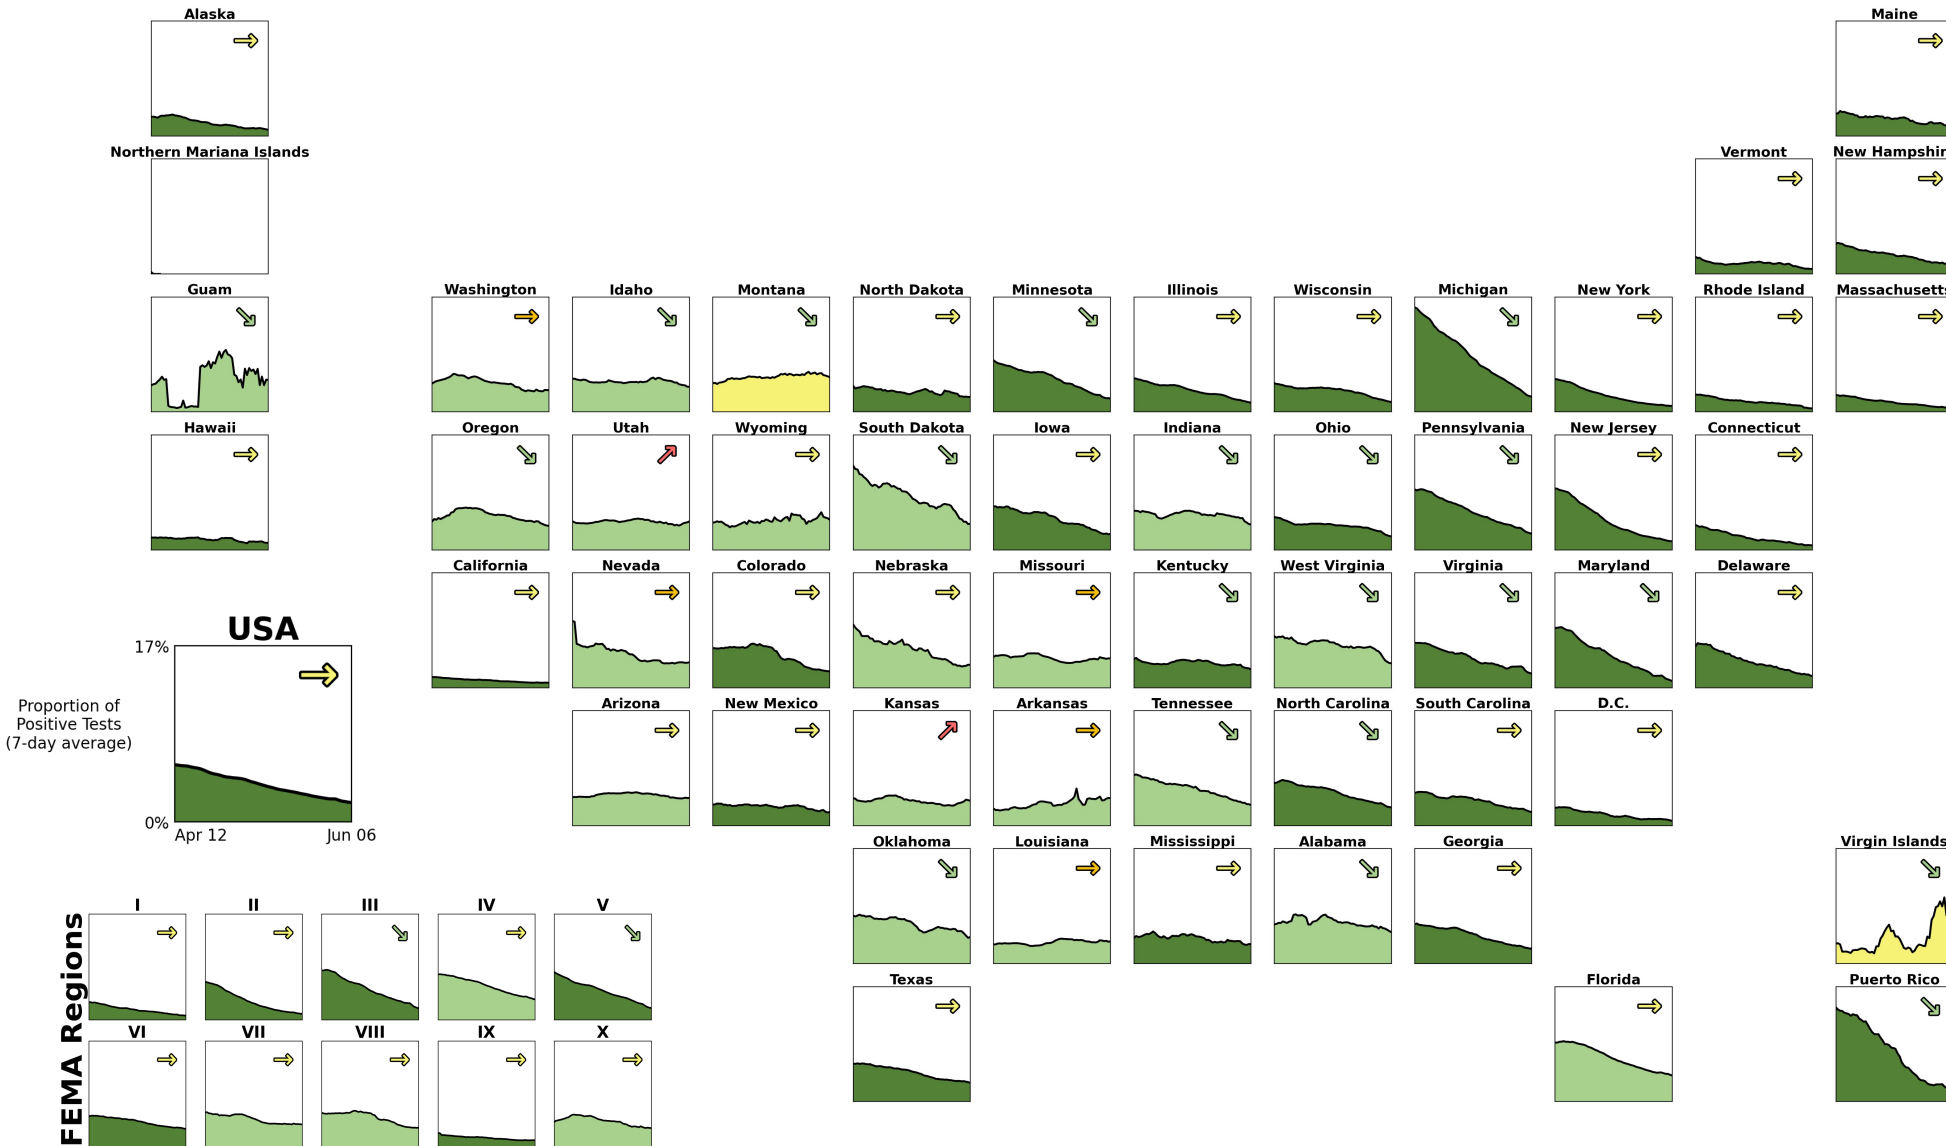 Alaska
Maine
Northern Mariana Islands
Vermont
New Hampshir
Guam
Washington
Idaho
Montana
North Dakota
Minnesota
Illinois
Wisconsin
Michigan
New York
Rhode Island
Massachusetts
Hawaii
Oregon
Utah
Wyoming
South Dakota
Iowa
Indiana
Ohio
Pennsylvania
New Jersey
Connecticut
California
Nevada
Colorado
Nebraska
Missouri
Kentucky
West Virginia
Virginia
Maryland
Delaware
USA
17%
Proportion of
Positive Tests
(7-day average)
0%
Apr 12
Jun 06
Arizona
New Mexico
Kansas
Arkansas
Tennessee
North Carolina
South Carolina
D.C.
Oklahoma
Louisiana
Mississippi
Alabama
Georgia
Virgin Islands
Texas
Florida
Puerto Rico
FEMA Regions
I
II
III
IV
V
VI
VII
VIII
IX
X